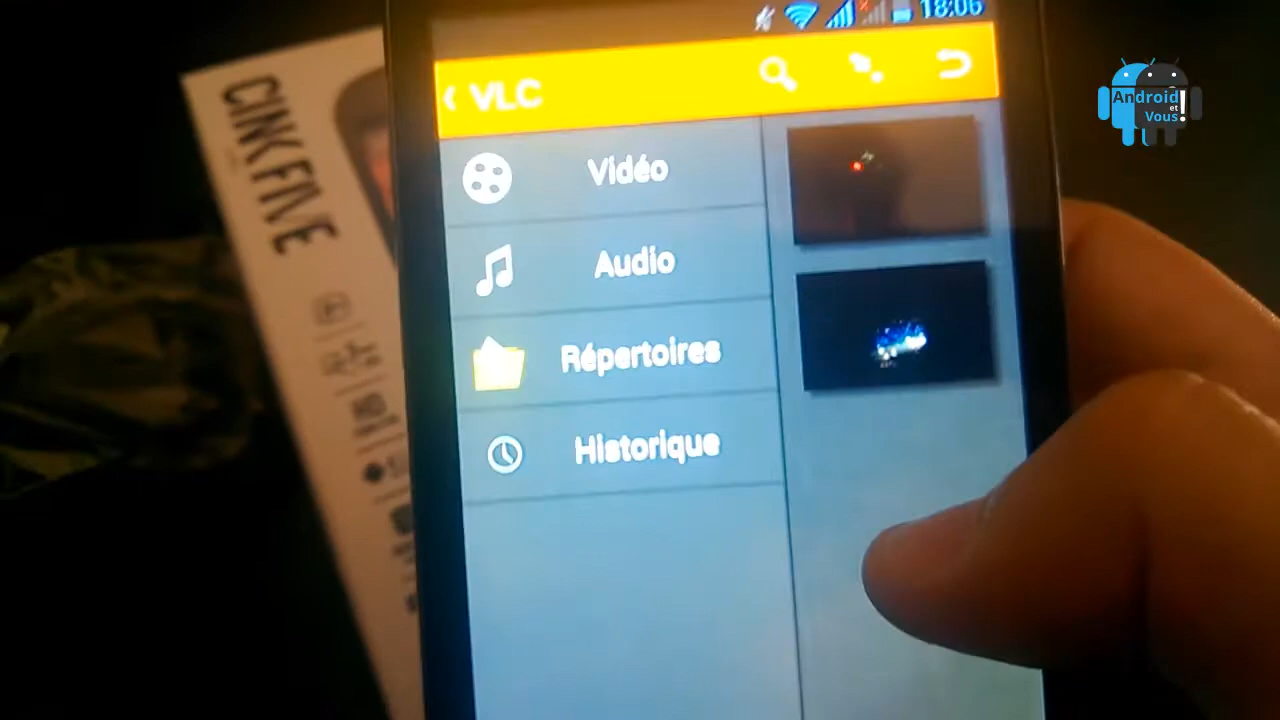 18:06
VLC
Vidéo
Audio
Répertoires
Historique
CINK FIVE
Android
et
Vous!